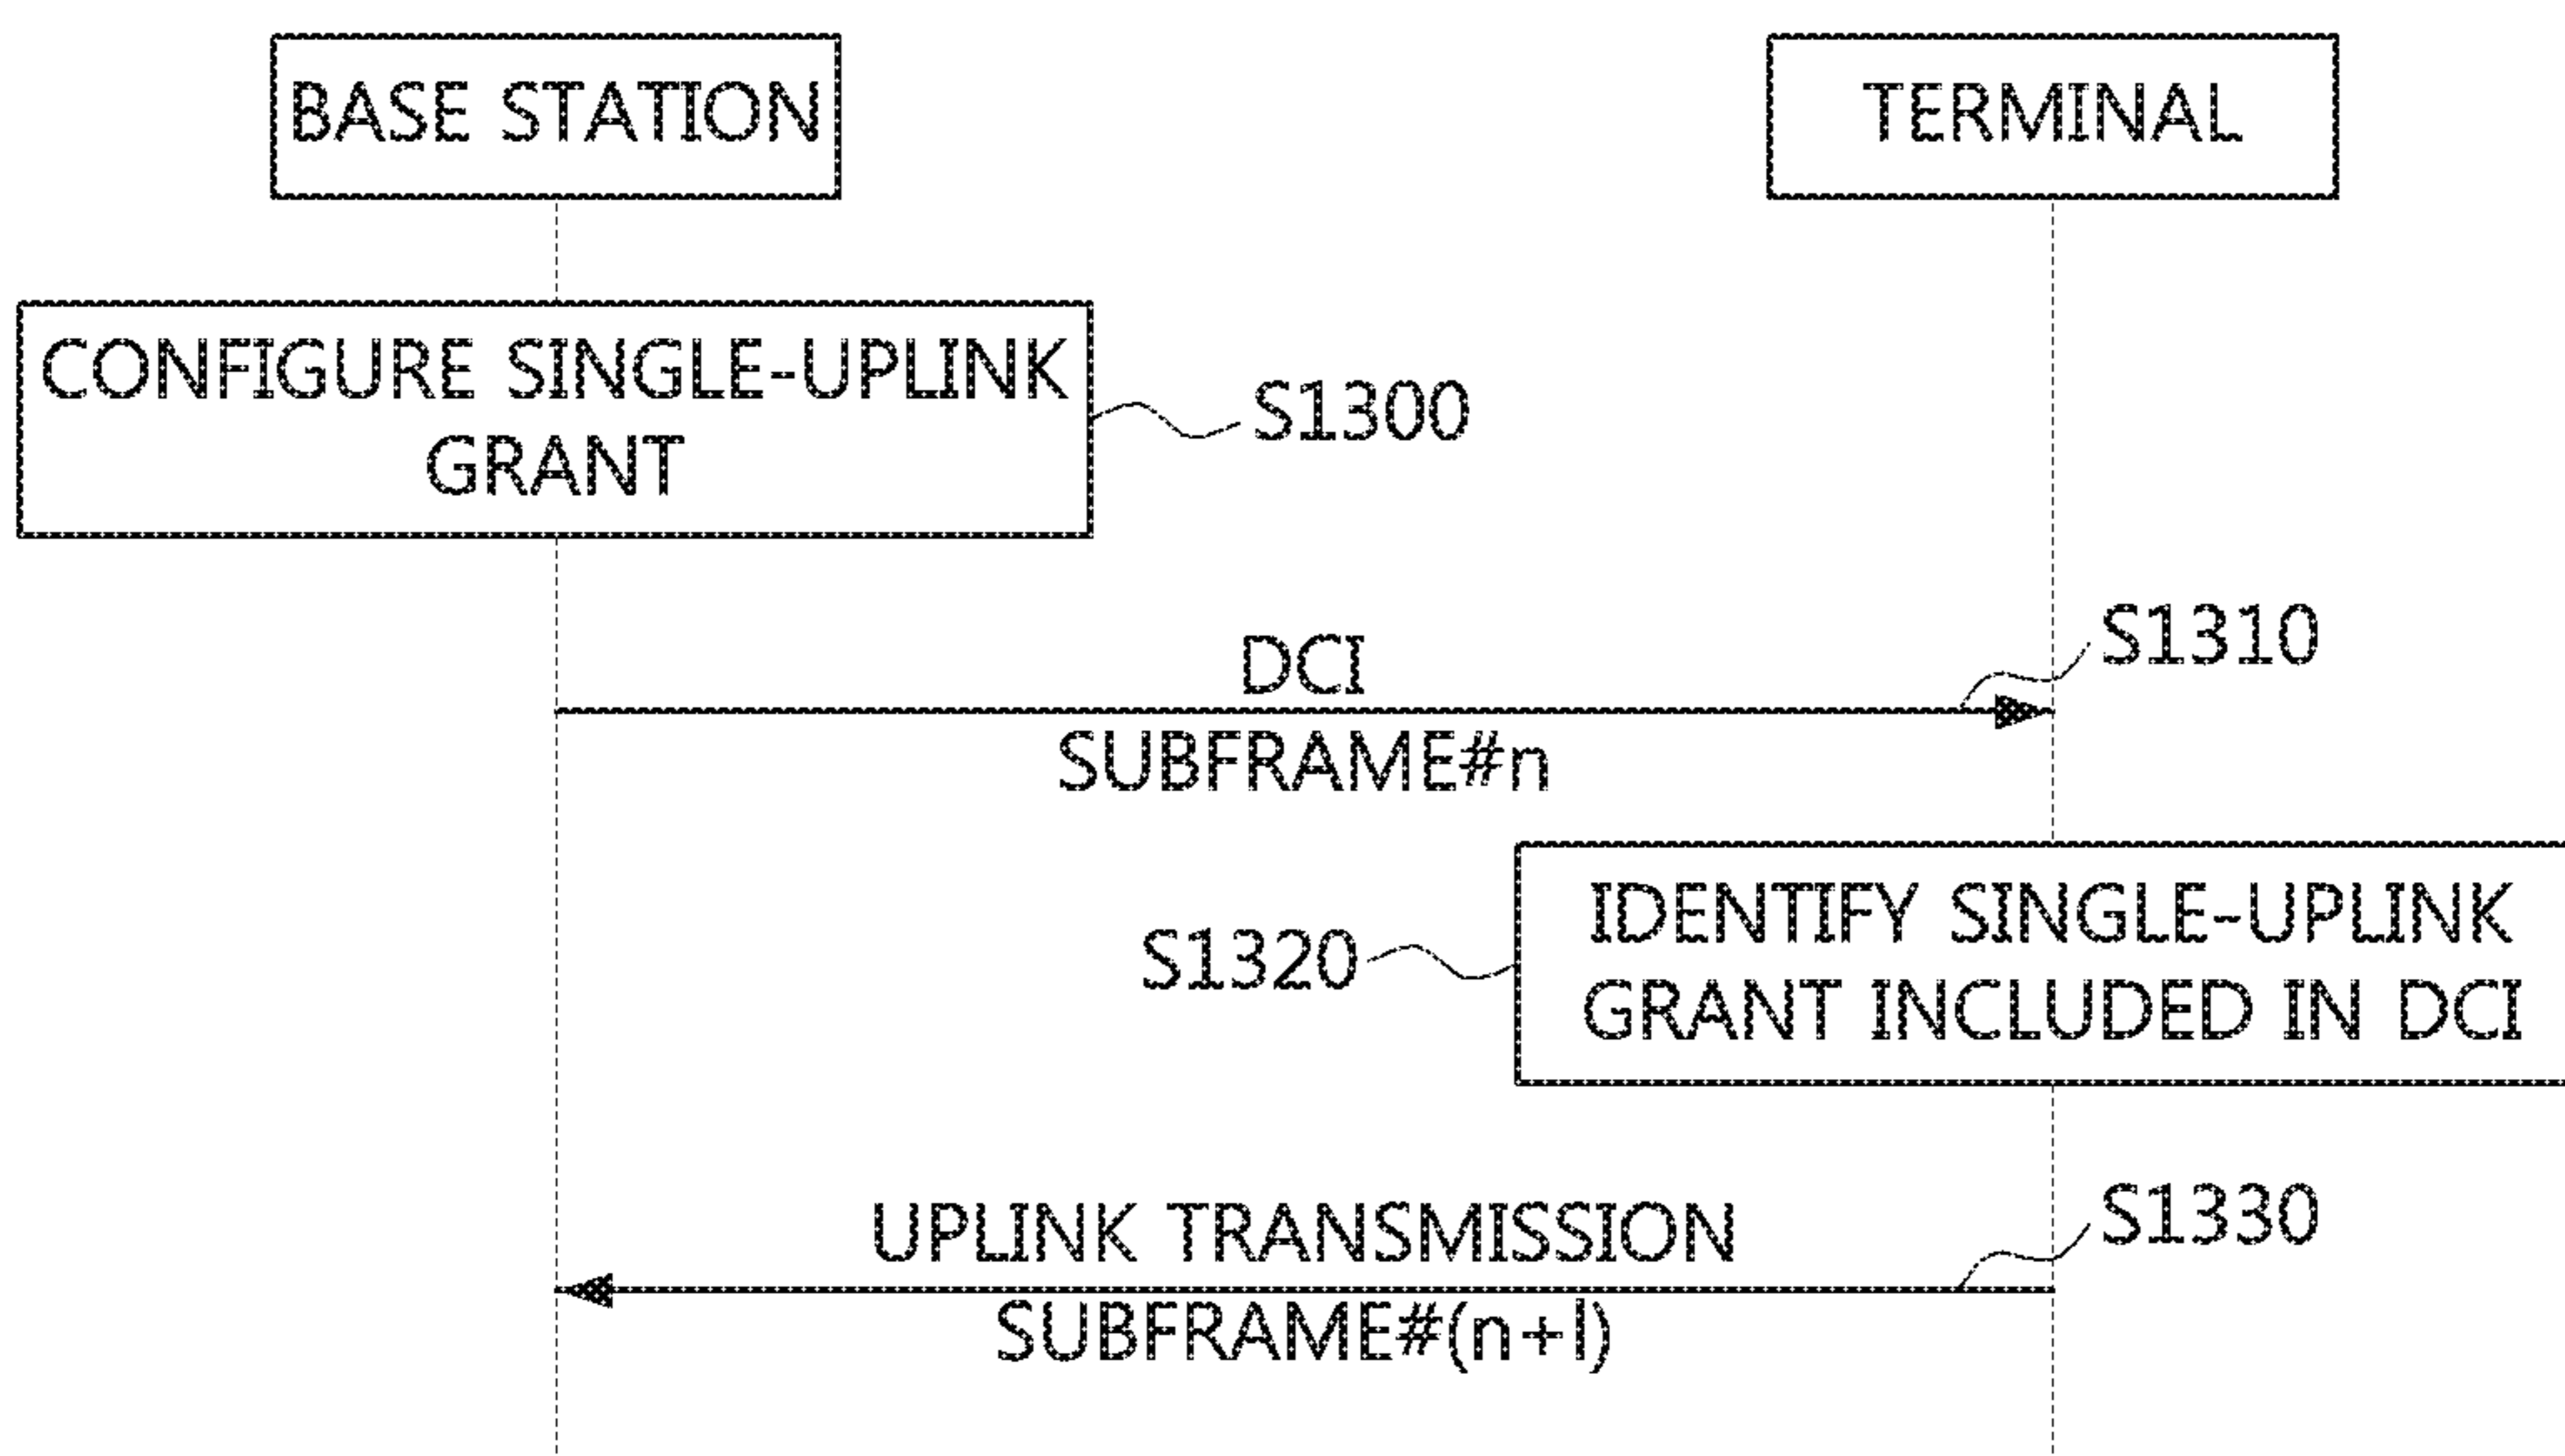 BASE STATION
TERMINAL
CONFIGURE SINGLE-UPLINK
GRANT
S1300
S1310
DCI
SUBFRAME#n
IDENTIFY SINGLE-UPLINK
GRANT INCLUDED IN DCI
S1320
S1330
UPLINK TRANSMISSION
SUBFRAME#(n+l)